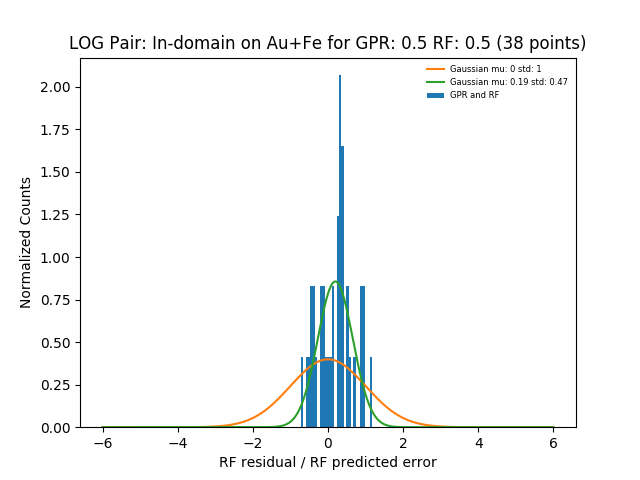 LOG Pair: In-domain on Au+Fe for GPR: 0.5 RF: 0.5 (38 points)
Gaussian mu: 0 std: 1
Gaussian mu: 0.19 std: 0.47
GPR and RF
Normalized Counts
2.00
1.75
1.50
1.25
1.00
0.75
0.50
0.25
0.00
−6
−4
−2
0
2
4
6
RF residual / RF predicted error